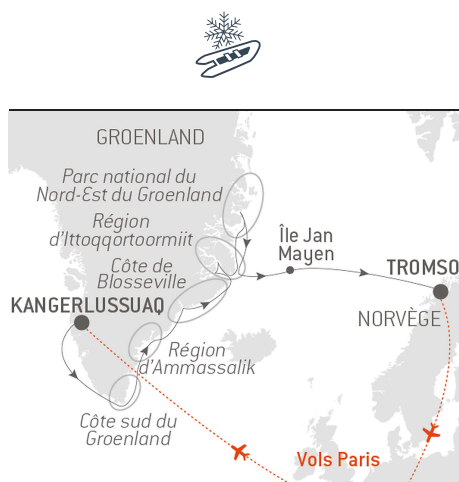 GROENLAND
Parc national du
Nord-Est du Groenland
Région
d'Ittoqqortoormiit
Île Jan
Mayen
Côte de
Blosseville
TROMSO
KANGERLUSSUAQ
NORVÈGE
Région
d'Ammassalik
Côte sud du
Groenland
Vols Paris